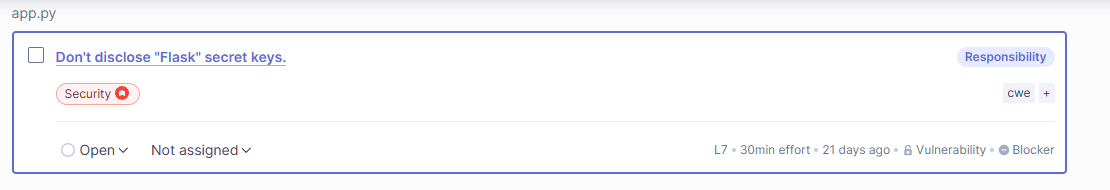 app.py
Don't disclose "Flask" secret keys.
Responsibility
Security
cwe +
Open Not assigned
L7 • 30min effort • 21 days ago • Vulnerability • Blocker